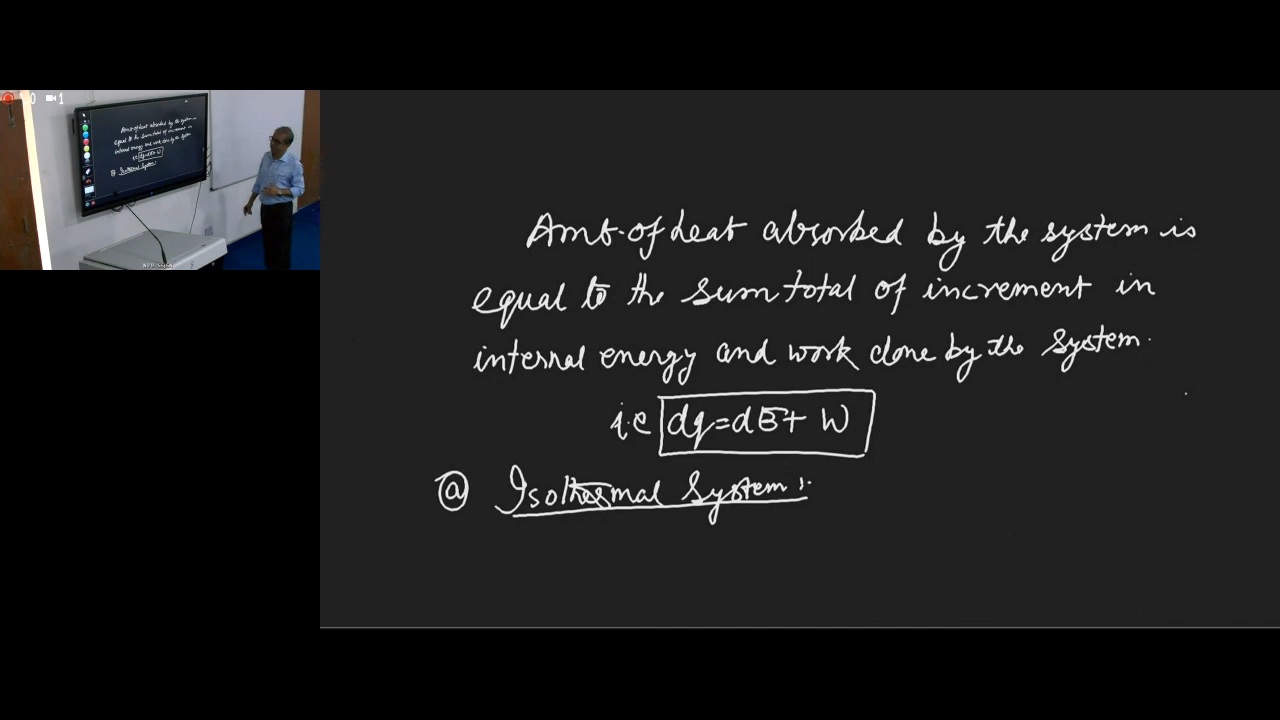 Amt. of heat absorbed by the system is
equal to the sum total of increment in
internal energy and work done by the system.
i.e dq=dE+ W
ⓐ Isothermal System :